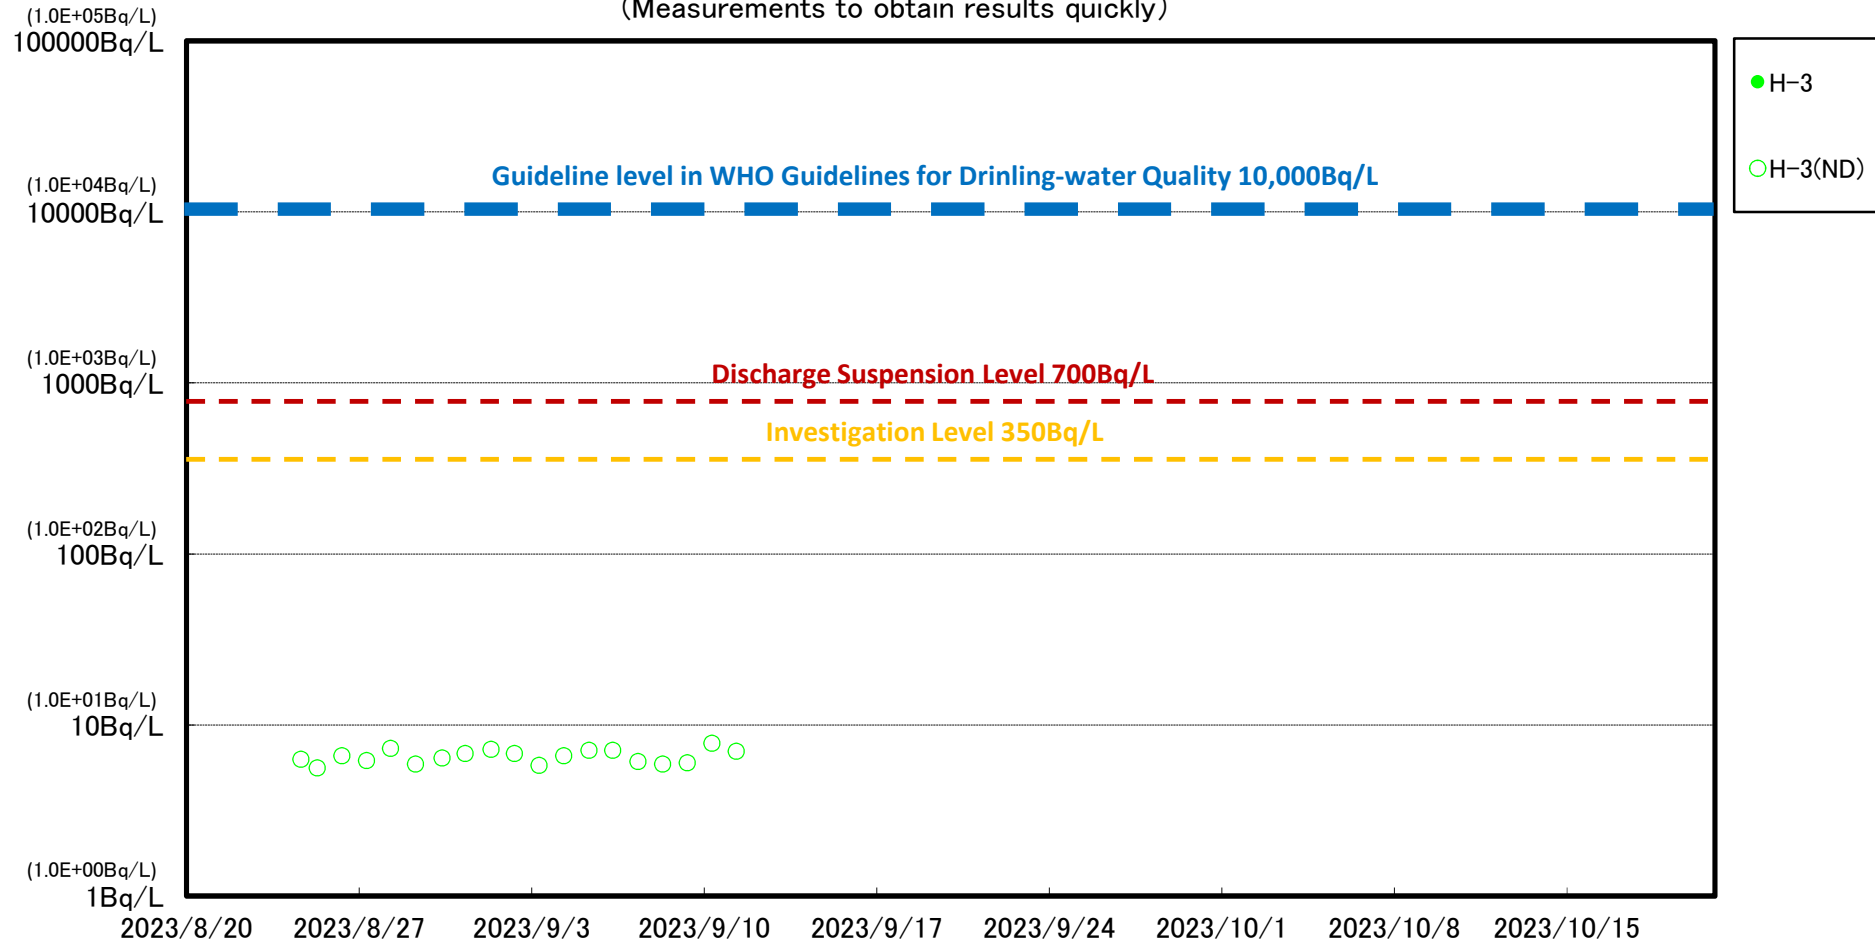 (Measurements to obtain results quickly)
(1.0E+05Bq/L)
100000Bq/L
H-3
H-3(ND)
Guideline level in WHO Guidelines for Drinling-water Quality 10,000Bq/L
(1.0E+04Bq/L)
10000Bq/L
(1.0E+03Bq/L)
1000Bq/L
Discharge Suspension Level 700Bq/L
Investigation Level 350Bq/L
(1.0E+02Bq/L)
100Bq/L
(1.0E+01Bq/L)
10Bq/L
(1.0E+00Bq/L)
1Bq/L
2023/8/20 2023/8/27 2023/9/3 2023/9/10 2023/9/17 2023/9/24 2023/10/1 2023/10/8 2023/10/15